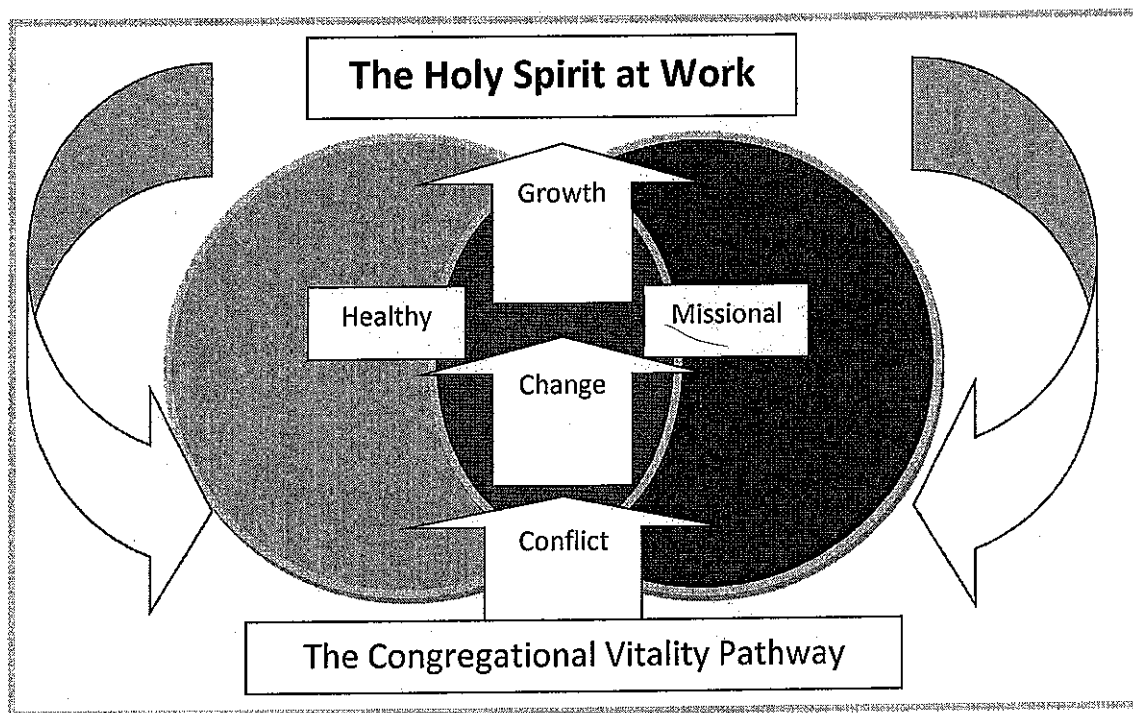 The Holy Spirit at Work
Growth
Healthy
Missional
Change
Conflict
The Congregational Vitality Pathway